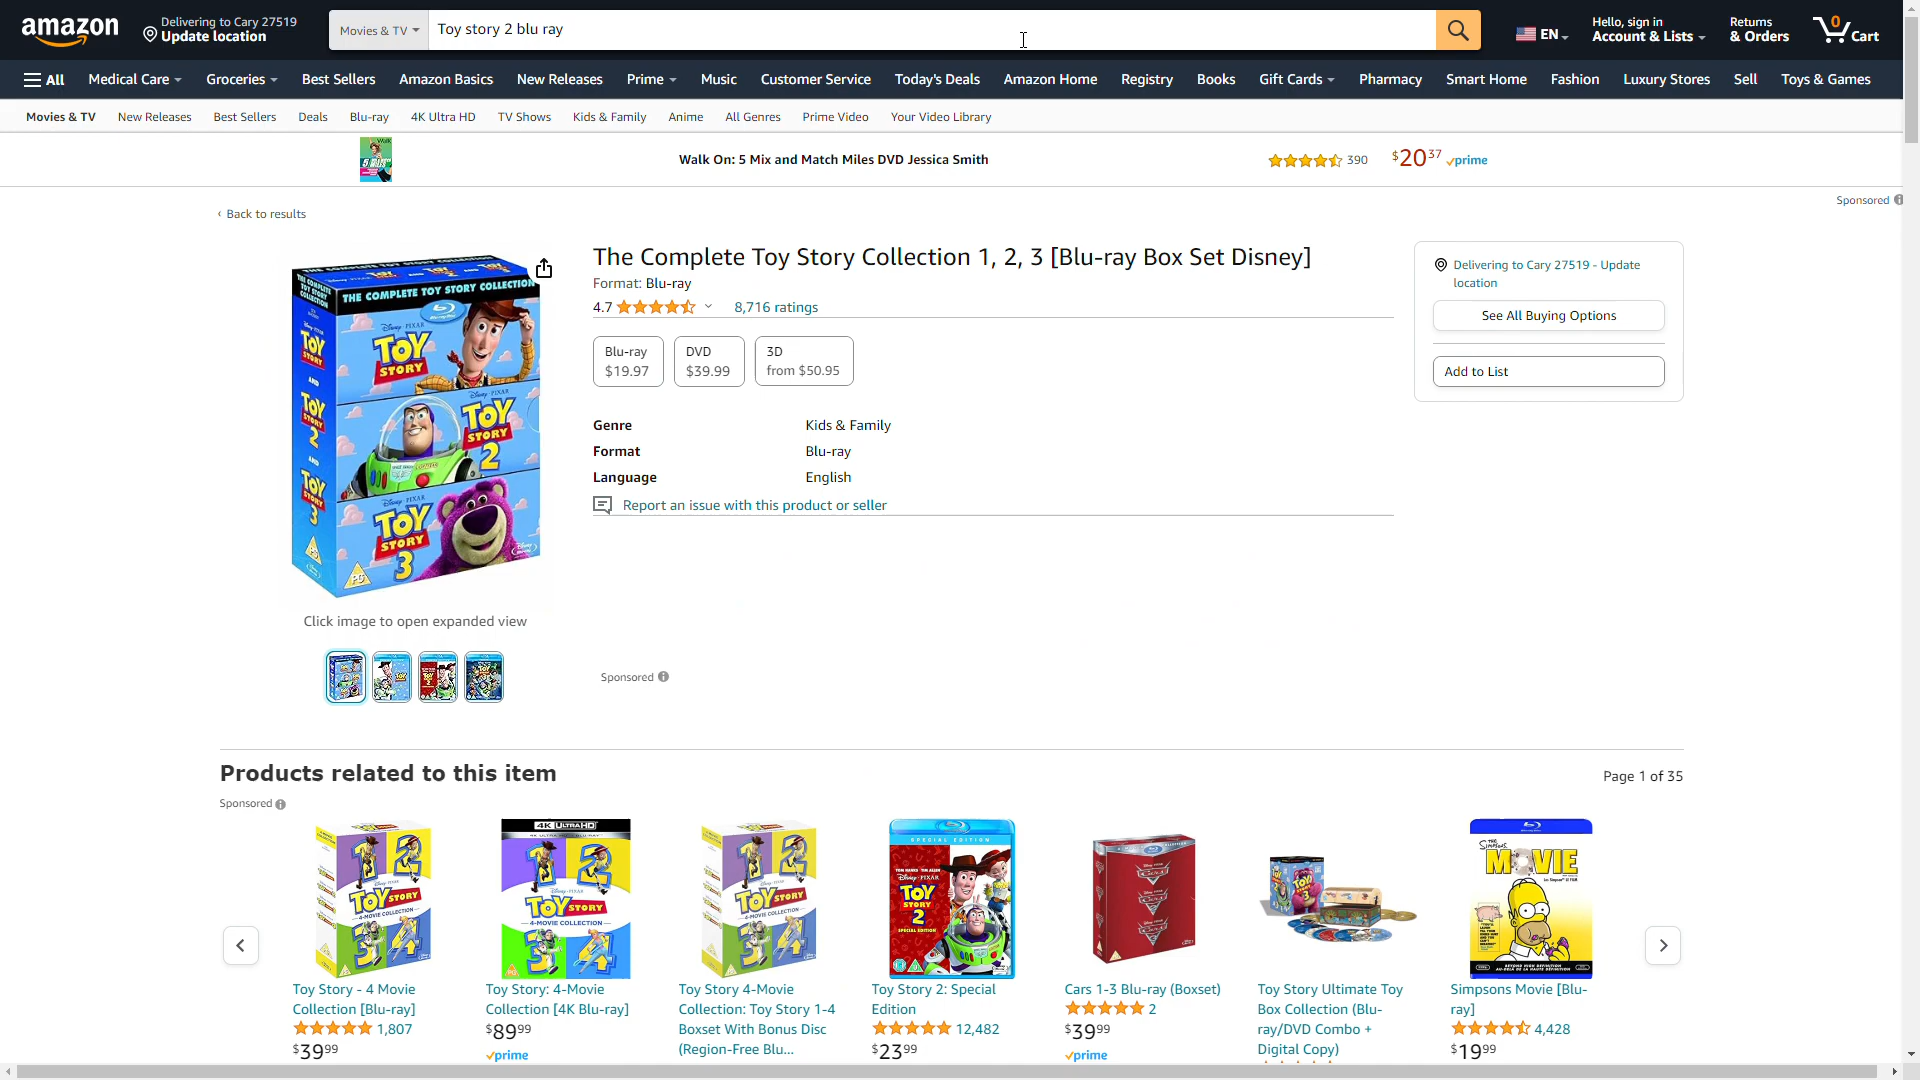 amazon
Delivering to Cary 27519
Update location
Movies & TV
Toy story 2 blu ray
EN
Hello, sign in
Account & Lists
Returns
& Orders
0
Cart
All
Medical Care
Groceries
Best Sellers
Amazon Basics
New Releases
Prime
Music
Customer Service
Today's Deals
Amazon Home
Registry
Books
Gift Cards
Pharmacy
Smart Home
Fashion
Luxury Stores
Sell
Toys & Games
Movies & TV
New Releases
Best Sellers
Deals
Blu-ray
4K Ultra HD
TV Shows
Kids & Family
Anime
All Genres
Prime Video
Your Video Library
Walk On: 5 Mix and Match Miles DVD Jessica Smith
390
$20 37
prime
Sponsored
‹ Back to results
THE COMPLETE TOY STORY COLLECTION
TOY STORY
TOY STORY 2
TOY STORY 3
Click image to open expanded view
The Complete Toy Story Collection 1, 2, 3 [Blu-ray Box Set Disney]
Format: Blu-ray
4.7
8,716 ratings
Blu-ray
$19.97
DVD
$39.99
3D
from $50.95
Genre Kids & Family
Format Blu-ray
Language English
Report an issue with this product or seller
Sponsored
Delivering to Cary 27519 - Update
location
See All Buying Options
Add to List
Products related to this item
Page 1 of 35
Sponsored
Toy Story - 4 Movie
Collection [Blu-ray]
1,807
$39 99
Toy Story: 4-Movie
Collection [4K Blu-ray]
$89 99
prime
Toy Story 4-Movie
Collection: Toy Story 1-4
Boxset With Bonus Disc
(Region-Free Blu...
Toy Story 2: Special
Edition
12,482
$23 99
Cars 1-3 Blu-ray (Boxset)
2
$39 99
prime
Toy Story Ultimate Toy
Box Collection (Blu-
ray/DVD Combo +
Digital Copy)
Simpsons Movie [Blu-
ray]
4,428
$19 99